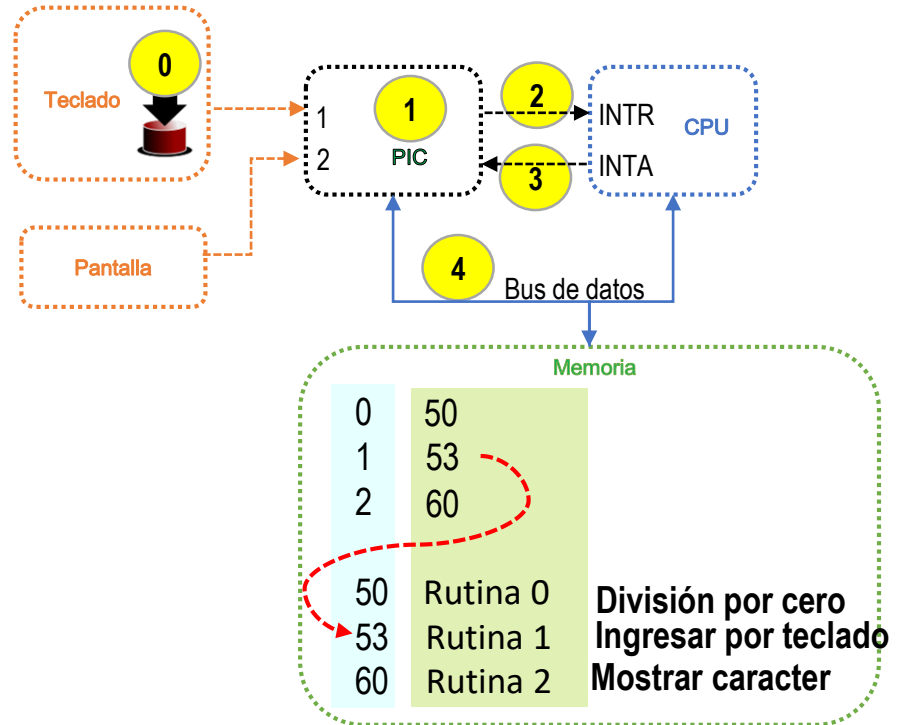 0
Teclado
1
2
1
PIC
2
3
INTR
INTA
CPU
Pantalla
4
Bus de datos
Memoria
0 50
1 53
2 60
50 Rutina 0 División por cero
53 Rutina 1 Ingresar por teclado
60 Rutina 2 Mostrar caracter